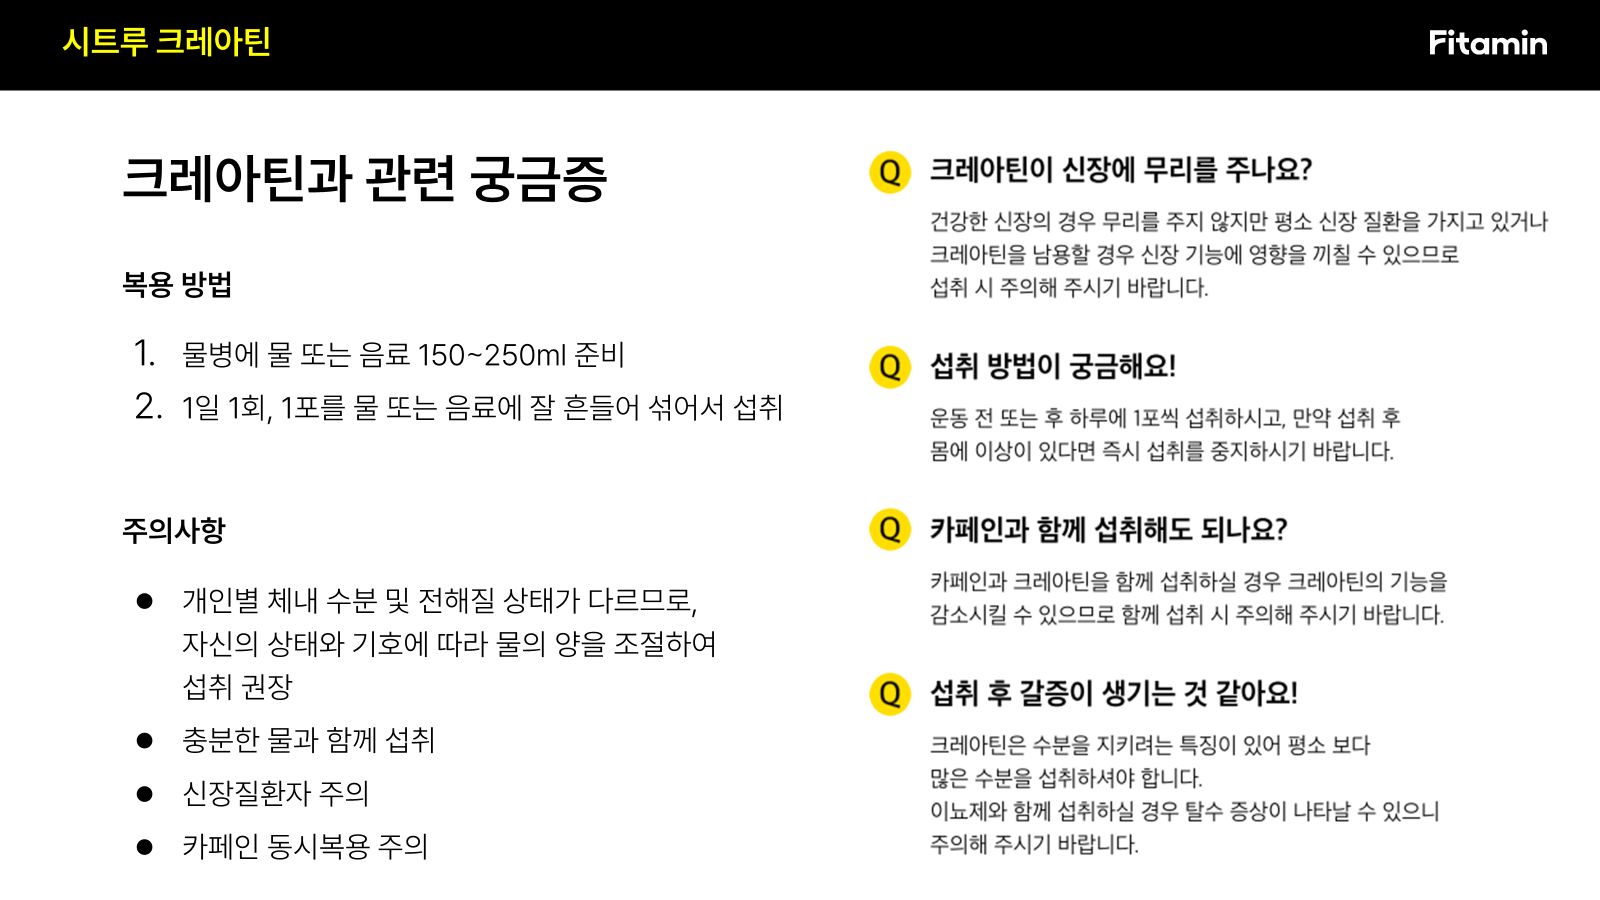 시트루 크레아틴
Fitamin
크레아틴과 관련 궁금증
복용 방법
1. 물병에 물 또는 음료 150~250ml 준비
2. 1일 1회, 1포를 물 또는 음료에 잘 흔들어 섞어서 섭취
주의사항
● 개인별 체내 수분 및 전해질 상태가 다르므로,
자신의 상태와 기호에 따라 물의 양을 조절하여
섭취 권장
● 충분한 물과 함께 섭취
● 신장질환자 주의
● 카페인 동시복용 주의
Q 크레아틴이 신장에 무리를 주나요?
건강한 신장의 경우 무리를 주지 않지만 평소 신장 질환을 가지고 있거나
크레아틴을 남용할 경우 신장 기능에 영향을 끼칠 수 있으므로
섭취 시 주의해 주시기 바랍니다.
Q 섭취 방법이 궁금해요!
운동 전 또는 후 하루에 1포씩 섭취하시고, 만약 섭취 후
몸에 이상이 있다면 즉시 섭취를 중지하시기 바랍니다.
Q 카페인과 함께 섭취해도 되나요?
카페인과 크레아틴을 함께 섭취하실 경우 크레아틴의 기능을
감소시킬 수 있으므로 함께 섭취 시 주의해 주시기 바랍니다.
Q 섭취 후 갈증이 생기는 것 같아요!
크레아틴은 수분을 지키려는 특징이 있어 평소 보다
많은 수분을 섭취하셔야 합니다.
이뇨제와 함께 섭취하실 경우 탈수 증상이 나타날 수 있으니
주의해 주시기 바랍니다.